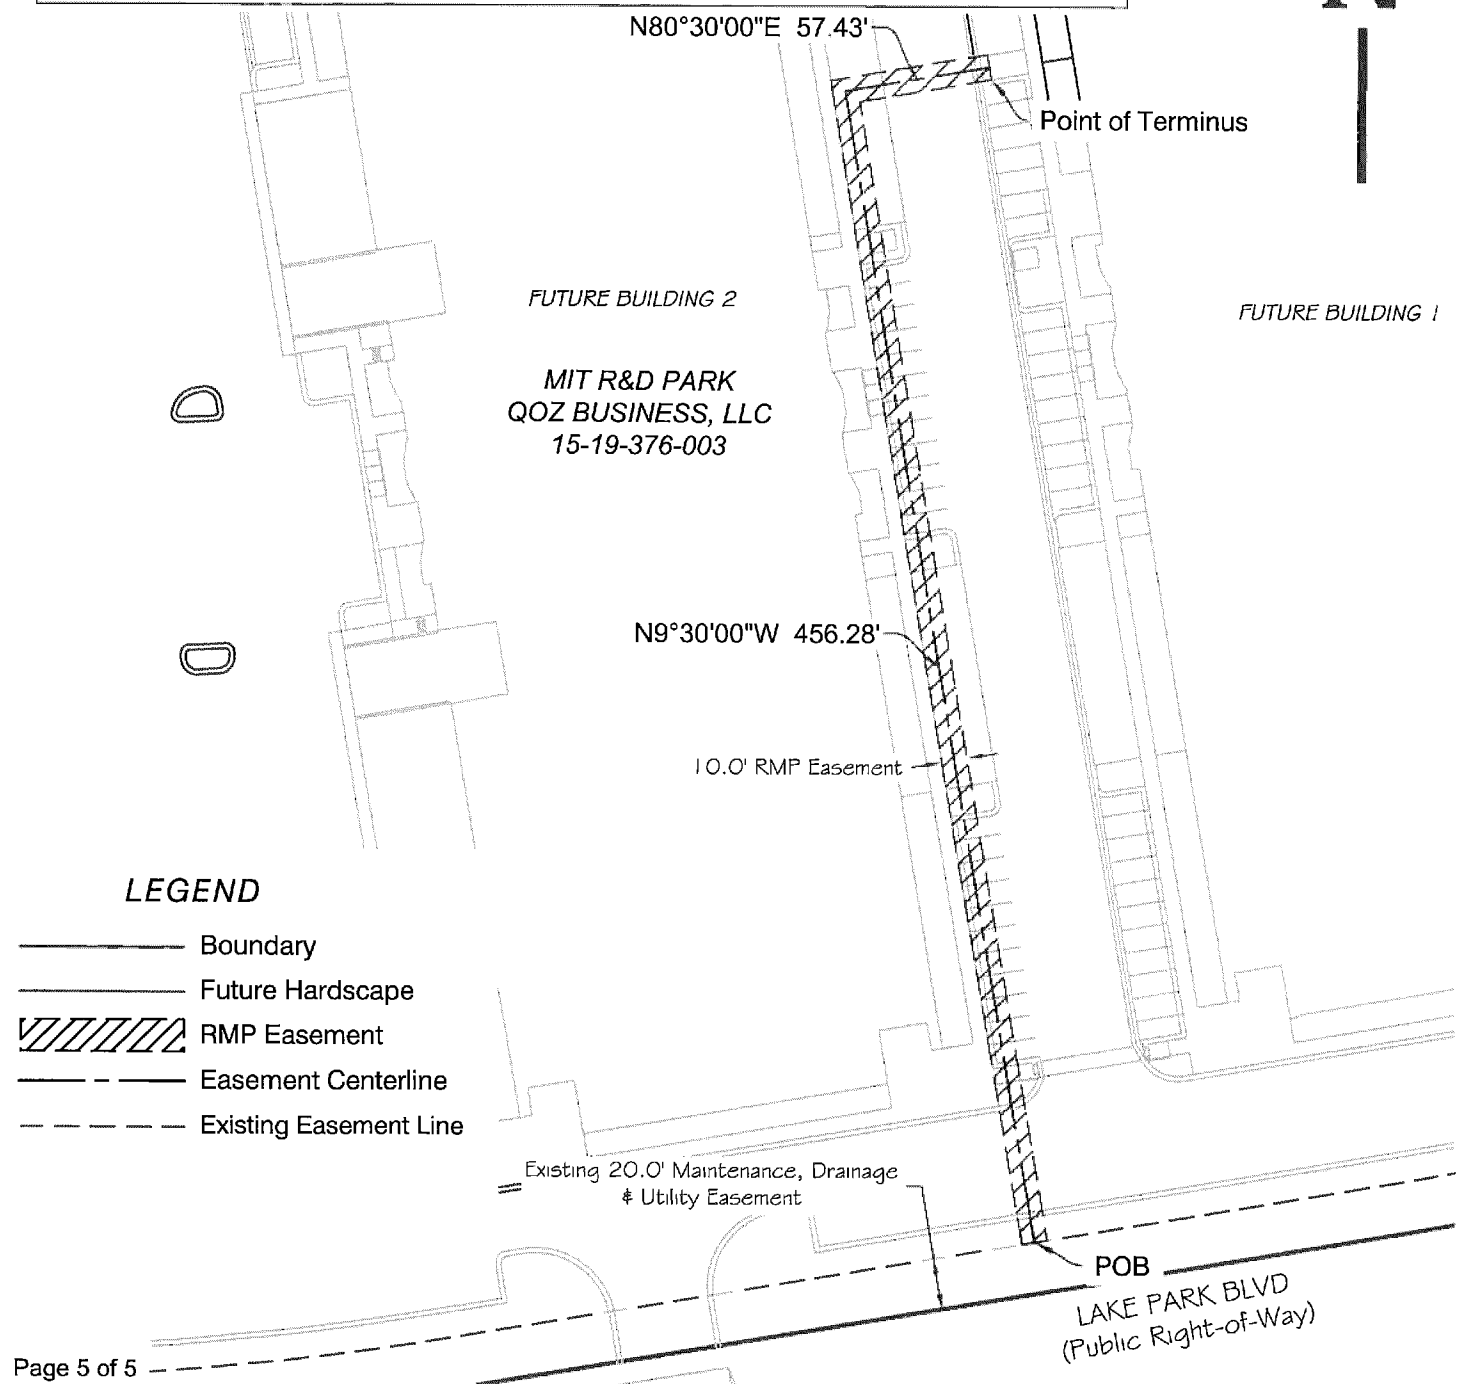 N
N80°30'00"E 57.43'
Point of Terminus
FUTURE BUILDING 2
FUTURE BUILDING 1
MIT R&D PARK
QOZ BUSINESS, LLC
15-19-376-003
N9°30'00"W 456.28'
10.0' RMP Easement
LEGEND
Boundary
Future Hardscape
RMP Easement
Easement Centerline
Existing Easement Line
Existing 20.0' Maintenance, Drainage
& Utility Easement
POB
LAKE PARK BLVD
(Public Right-of-Way)
Page 5 of 5